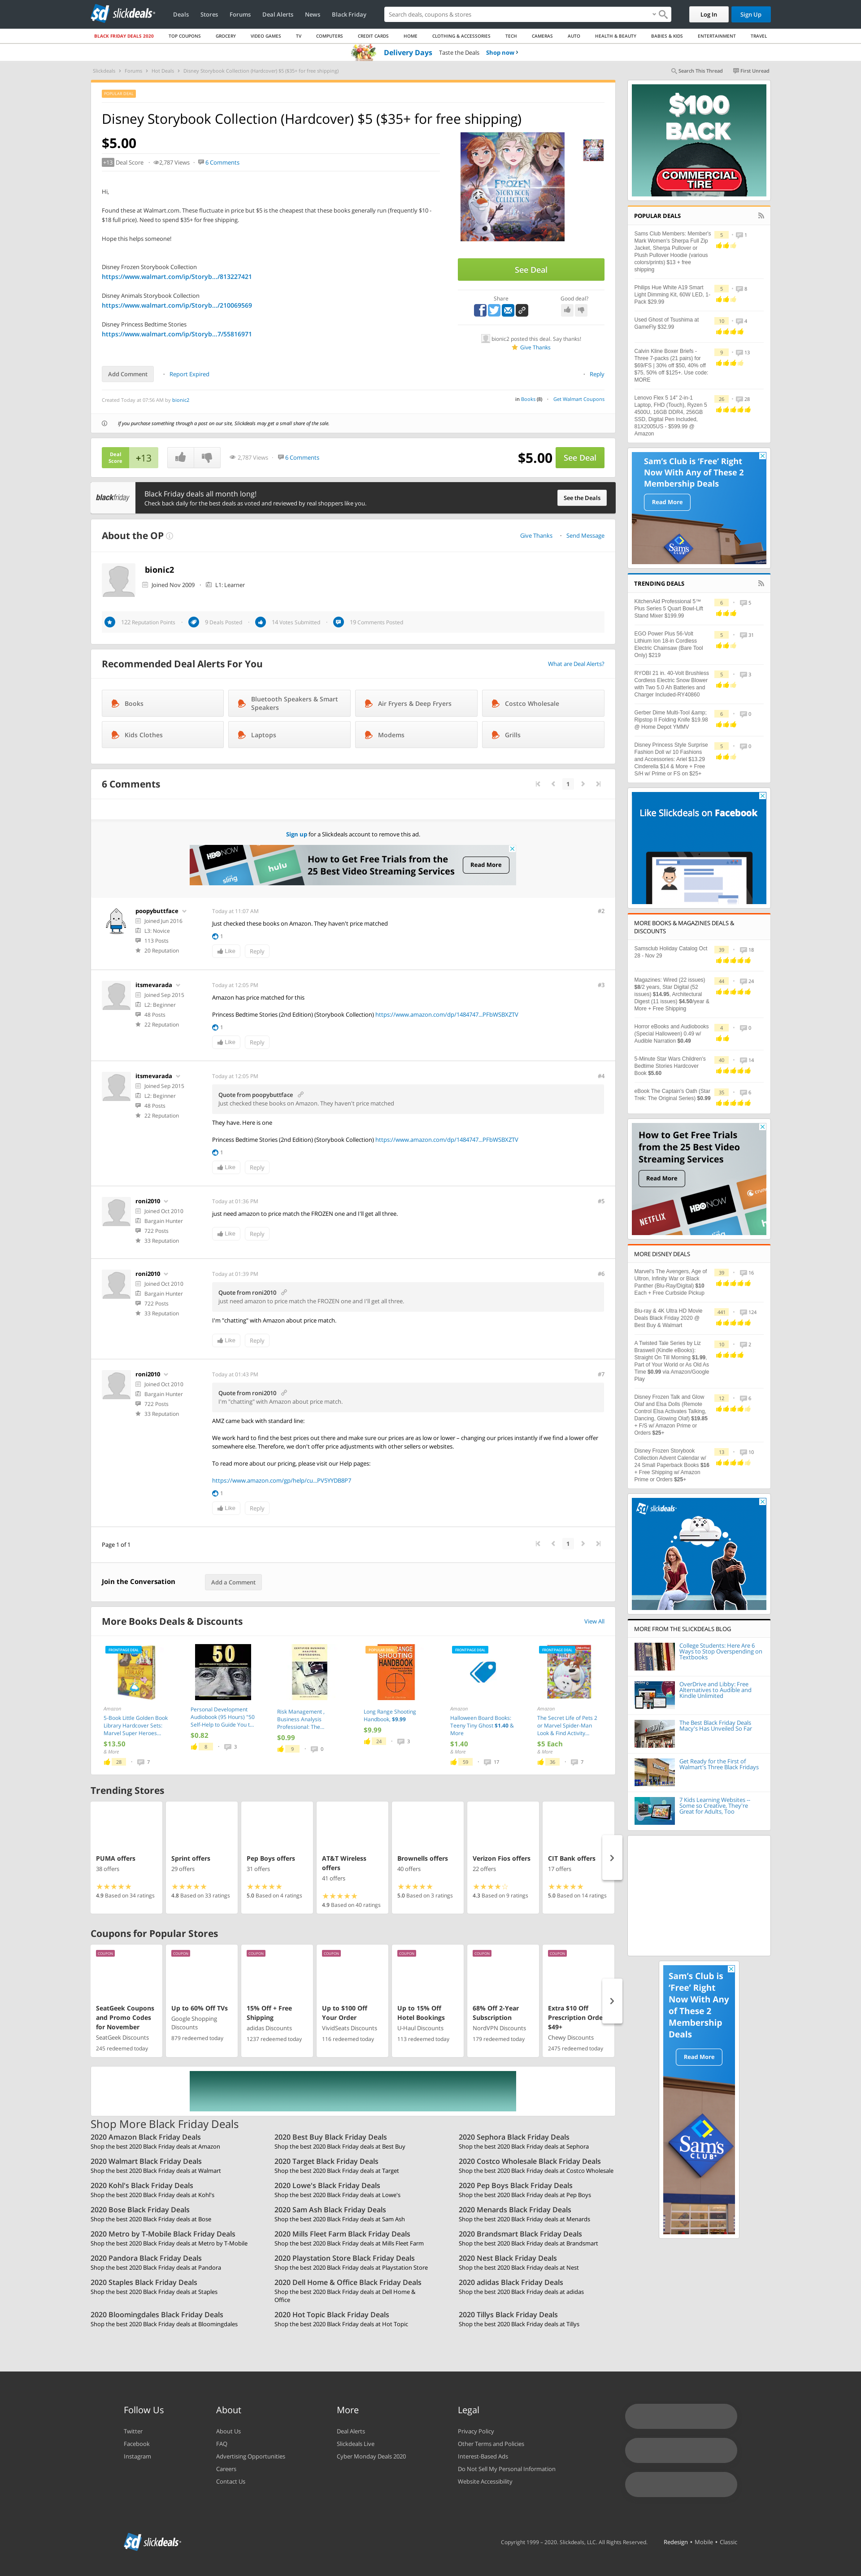 slickdeals
Deals
Stores
Forums
Deal Alerts
News
Black Friday
Search deals, coupons & stores
Log In
Sign Up
BLACK FRIDAY DEALS 2020
TOP COUPONS
GROCERY
VIDEO GAMES
TV
COMPUTERS
CREDIT CARDS
HOME
CLOTHING & ACCESSORIES
TECH
CAMERAS
AUTO
HEALTH & BEAUTY
BABIES & KIDS
ENTERTAINMENT
TRAVEL
Delivery Days Taste the Deals Shop now ›
Slickdeals › Forums › Hot Deals › Disney Storybook Collection (Hardcover) $5 ($35+ for free shipping)
Search This Thread
First Unread
POPULAR DEAL
Disney Storybook Collection (Hardcover) $5 ($35+ for free shipping)
$5.00
+13 Deal Score 2,787 Views 6 Comments
Hi,
Found these at Walmart.com. These fluctuate in price but $5 is the cheapest that these books generally run (frequently $10 -
$18 full price). Need to spend $35+ for free shipping.
Hope this helps someone!
Disney Frozen Storybook Collection
https://www.walmart.com/ip/Storyb.../813227421
Disney Animals Storybook Collection
https://www.walmart.com/ip/Storyb.../210069569
Disney Princess Bedtime Stories
https://www.walmart.com/ip/Storyb...7/55816971
FROZEN
STORYBOOK
COLLECTION
See Deal
Share
Good deal?
bionic2 posted this deal. Say thanks!
Give Thanks
Add Comment
Report Expired
Reply
Created Today at 07:56 AM by bionic2
in Books (8) Get Walmart Coupons
If you purchase something through a post on our site, Slickdeals may get a small share of the sale.
Deal
Score
+13
2,787 Views
6 Comments
$5.00
See Deal
blackfriday
Black Friday deals all month long!
Check back daily for the best deals as voted and reviewed by real shoppers like you.
See the Deals
About the OP
Give Thanks
Send Message
bionic2
Joined Nov 2009
L1: Learner
122 Reputation Points
9 Deals Posted
14 Votes Submitted
19 Comments Posted
Recommended Deal Alerts For You
What are Deal Alerts?
Books
Bluetooth Speakers & Smart
Speakers
Air Fryers & Deep Fryers
Costco Wholesale
Kids Clothes
Laptops
Modems
Grills
6 Comments
1
Sign up for a Slickdeals account to remove this ad.
HBO NOW
sling
hulu
How to Get Free Trials from the
25 Best Video Streaming Services
Read More
poopybuttface
Joined Jun 2016
L3: Novice
113 Posts
20 Reputation
Today at 11:07 AM
#2
Just checked these books on Amazon. They haven't price matched
1
Like
Reply
itsmevarada
Joined Sep 2015
L2: Beginner
48 Posts
22 Reputation
Today at 12:05 PM
#3
Amazon has price matched for this
Princess Bedtime Stories (2nd Edition) (Storybook Collection) https://www.amazon.com/dp/1484747...PFbWSBXZTV
1
Like
Reply
itsmevarada
Joined Sep 2015
L2: Beginner
48 Posts
22 Reputation
Today at 12:05 PM
#4
Quote from poopybuttface
Just checked these books on Amazon. They haven't price matched
They have. Here is one
Princess Bedtime Stories (2nd Edition) (Storybook Collection) https://www.amazon.com/dp/1484747...PFbWSBXZTV
1
Like
Reply
roni2010
Joined Oct 2010
Bargain Hunter
722 Posts
33 Reputation
Today at 01:36 PM
#5
just need amazon to price match the FROZEN one and I'll get all three.
Like
Reply
roni2010
Joined Oct 2010
Bargain Hunter
722 Posts
33 Reputation
Today at 01:39 PM
#6
Quote from roni2010
just need amazon to price match the FROZEN one and I'll get all three.
I'm "chatting" with Amazon about price match.
Like
Reply
roni2010
Joined Oct 2010
Bargain Hunter
722 Posts
33 Reputation
Today at 01:43 PM
#7
Quote from roni2010
I'm "chatting" with Amazon about price match.
AMZ came back with standard line:
We work hard to find the best prices out there and make sure our prices are as low or lower – changing our prices instantly if we find a lower offer
somewhere else. Therefore, we don't offer price adjustments with other sellers or websites.
To read more about our pricing, please visit our Help pages:
https://www.amazon.com/gp/help/cu...PVSYYDB8P7
1
Like
Reply
Page 1 of 1
1
Join the Conversation
Add a Comment
More Books Deals & Discounts
View All
FRONTPAGE DEAL
Amazon
5-Book Little Golden Book
Library Hardcover Sets:
Marvel Super Heroes...
$13.50
& More
28 7
50
Personal Development
Audiobook (95 Hours) "50
Self-Help to Guide You t...
$0.82
8 3
Risk Management ,
Business Analysis
Professional: The...
$0.99
9 0
LONG RANGE
SHOOTING
HANDBOOK
Long Range Shooting
Handbook, $9.99
$9.99
24 3
FRONTPAGE DEAL
Amazon
Halloween Board Books:
Teeny Tiny Ghost $1.40 &
More
$1.40
& More
59 17
FRONTPAGE DEAL
Amazon
The Secret Life of Pets 2
or Marvel Spider-Man
Look & Find Activity...
$5 Each
& More
36 7
Trending Stores
PUMA offers
38 offers
4.9 Based on 34 ratings
Sprint offers
29 offers
4.8 Based on 33 ratings
Pep Boys offers
31 offers
5.0 Based on 4 ratings
AT&T Wireless
offers
41 offers
4.9 Based on 40 ratings
Brownells offers
40 offers
5.0 Based on 3 ratings
Verizon Fios offers
22 offers
4.3 Based on 9 ratings
CIT Bank offers
17 offers
5.0 Based on 14 ratings
Coupons for Popular Stores
COUPON
SeatGeek Coupons
and Promo Codes
for November
SeatGeek Discounts
245 redeemed today
COUPON
Up to 60% Off TVs
Google Shopping
Discounts
879 redeemed today
COUPON
15% Off + Free
Shipping
adidas Discounts
1237 redeemed today
COUPON
Up to $100 Off
Your Order
VividSeats Discounts
116 redeemed today
COUPON
Up to 15% Off
Hotel Bookings
U-Haul Discounts
113 redeemed today
COUPON
68% Off 2-Year
Subscription
NordVPN Discounts
179 redeemed today
COUPON
Extra $10 Off
Prescription Orde
$49+
Chewy Discounts
2475 redeemed today
Shop More Black Friday Deals
2020 Amazon Black Friday Deals
Shop the best 2020 Black Friday deals at Amazon
2020 Best Buy Black Friday Deals
Shop the best 2020 Black Friday deals at Best Buy
2020 Sephora Black Friday Deals
Shop the best 2020 Black Friday deals at Sephora
2020 Walmart Black Friday Deals
Shop the best 2020 Black Friday deals at Walmart
2020 Target Black Friday Deals
Shop the best 2020 Black Friday deals at Target
2020 Costco Wholesale Black Friday Deals
Shop the best 2020 Black Friday deals at Costco Wholesale
2020 Kohl's Black Friday Deals
Shop the best 2020 Black Friday deals at Kohl's
2020 Lowe's Black Friday Deals
Shop the best 2020 Black Friday deals at Lowe's
2020 Pep Boys Black Friday Deals
Shop the best 2020 Black Friday deals at Pep Boys
2020 Bose Black Friday Deals
Shop the best 2020 Black Friday deals at Bose
2020 Sam Ash Black Friday Deals
Shop the best 2020 Black Friday deals at Sam Ash
2020 Menards Black Friday Deals
Shop the best 2020 Black Friday deals at Menards
2020 Metro by T-Mobile Black Friday Deals
Shop the best 2020 Black Friday deals at Metro by T-Mobile
2020 Mills Fleet Farm Black Friday Deals
Shop the best 2020 Black Friday deals at Mills Fleet Farm
2020 Brandsmart Black Friday Deals
Shop the best 2020 Black Friday deals at Brandsmart
2020 Pandora Black Friday Deals
Shop the best 2020 Black Friday deals at Pandora
2020 Playstation Store Black Friday Deals
Shop the best 2020 Black Friday deals at Playstation Store
2020 Nest Black Friday Deals
Shop the best 2020 Black Friday deals at Nest
2020 Staples Black Friday Deals
Shop the best 2020 Black Friday deals at Staples
2020 Dell Home & Office Black Friday Deals
Shop the best 2020 Black Friday deals at Dell Home &
Office
2020 adidas Black Friday Deals
Shop the best 2020 Black Friday deals at adidas
2020 Bloomingdales Black Friday Deals
Shop the best 2020 Black Friday deals at Bloomingdales
2020 Hot Topic Black Friday Deals
Shop the best 2020 Black Friday deals at Hot Topic
2020 Tillys Black Friday Deals
Shop the best 2020 Black Friday deals at Tillys
$100
BACK
COMMERCIAL
TIRE
POPULAR DEALS
Sams Club Members: Member's
Mark Women's Sherpa Full Zip
Jacket, Sherpa Pullover or
Plush Pullover Hoodie (various
colors/prints) $13 + free
shipping
5 1
Philips Hue White A19 Smart
Light Dimming Kit, 60W LED, 1-
Pack $29.99
5 8
Used Ghost of Tsushima at
GameFly $32.99
10 4
Calvin Kline Boxer Briefs -
Three 7-packs (21 pairs) for
$69/FS | 30% off $50, 40% off
$75, 50% off $125+. Use code:
MORE
9 13
Lenovo Flex 5 14" 2-in-1
Laptop, FHD (Touch), Ryzen 5
4500U, 16GB DDR4, 256GB
SSD, Digital Pen Included,
81X2005US - $599.99 @
Amazon
26 28
Sam's Club is 'Free' Right
Now With Any of These 2
Membership Deals
Read More
Sam's
TRENDING DEALS
KitchenAid Professional 5™
Plus Series 5 Quart Bowl-Lift
Stand Mixer $199.99
6 5
EGO Power Plus 56-Volt
Lithium Ion 18-in Cordless
Electric Chainsaw (Bare Tool
Only) $219
5 31
RYOBI 21 in. 40-Volt Brushless
Cordless Electric Snow Blower
with Two 5.0 Ah Batteries and
Charger Included-RY40860
5 3
Gerber Dime Multi-Tool &amp;
Ripstop II Folding Knife $19.98
@ Home Depot YMMV
6 0
Disney Princess Style Surprise
Fashion Doll w/ 10 Fashions
and Accessories: Ariel $13.29
Cinderella $14 & More + Free
S/H w/ Prime or FS on $25+
5 0
Like Slickdeals on Facebook
MORE BOOKS & MAGAZINES DEALS &
DISCOUNTS
Samsclub Holiday Catalog Oct
28 - Nov 29
39 18
Magazines: Wired (22 issues)
$8/2 years, Star Digital (52
issues) $14.95, Architectural
Digest (11 issues) $4.50/year &
More + Free Shipping
44 24
Horror eBooks and Audiobooks
(Special Halloween) 0.49 w/
Audible Narration $0.49
4 0
5-Minute Star Wars Children's
Bedtime Stories Hardcover
Book $5.60
40 14
eBook The Captain's Oath (Star
Trek: The Original Series) $0.99
35 6
How to Get Free Trials
from the 25 Best Video
Streaming Services
Read More
NETFLIX
HBO NOW
MORE DISNEY DEALS
Marvel's The Avengers, Age of
Ultron, Infinity War or Black
Panther (Blu-Ray/Digital) $10
Each + Free Curbside Pickup
39 16
Blu-ray & 4K Ultra HD Movie
Deals Black Friday 2020 @
Best Buy & Walmart
441 124
A Twisted Tale Series by Liz
Braswell (Kindle eBooks)
Straight On Till Morning $1.99,
Part of Your World or As Old As
Time $0.99 via Amazon/Google
Play
10 2
Disney Frozen Talk and Glow
Olaf and Elsa Dolls (Remote
Control Elsa Activates Talking,
Dancing, Glowing Olaf) $19.85
+ F/S w/ Amazon Prime or
Orders $25+
12 6
Disney Frozen Storybook
Collection Advent Calendar w/
24 Small Paperback Books $16
+ Free Shipping w/ Amazon
Prime or Orders $25+
13 10
slickdeals
MORE FROM THE SLICKDEALS BLOG
College Students: Here Are 6
Ways to Stop Overspending on
Textbooks
OverDrive and Libby: Free
Alternatives to Audible and
Kindle Unlimited
The Best Black Friday Deals
Macy's Has Unveiled So Far
Get Ready for the First of
Walmart's Three Black Fridays
7 Kids Learning Websites --
Some so Creative, They're
Great for Adults, Too
Sam's Club is
'Free' Right
Now With Any
of These 2
Membership
Deals
Read More
Sam's
CLUB
Follow Us
Twitter
Facebook
Instagram
About
About Us
FAQ
Advertising Opportunities
Careers
Contact Us
More
Deal Alerts
Slickdeals Live
Cyber Monday Deals 2020
Legal
Privacy Policy
Other Terms and Policies
Interest-Based Ads
Do Not Sell My Personal Information
Website Accessibility
slickdeals
Copyright 1999 – 2020. Slickdeals, LLC. All Rights Reserved.
Redesign • Mobile • Classic